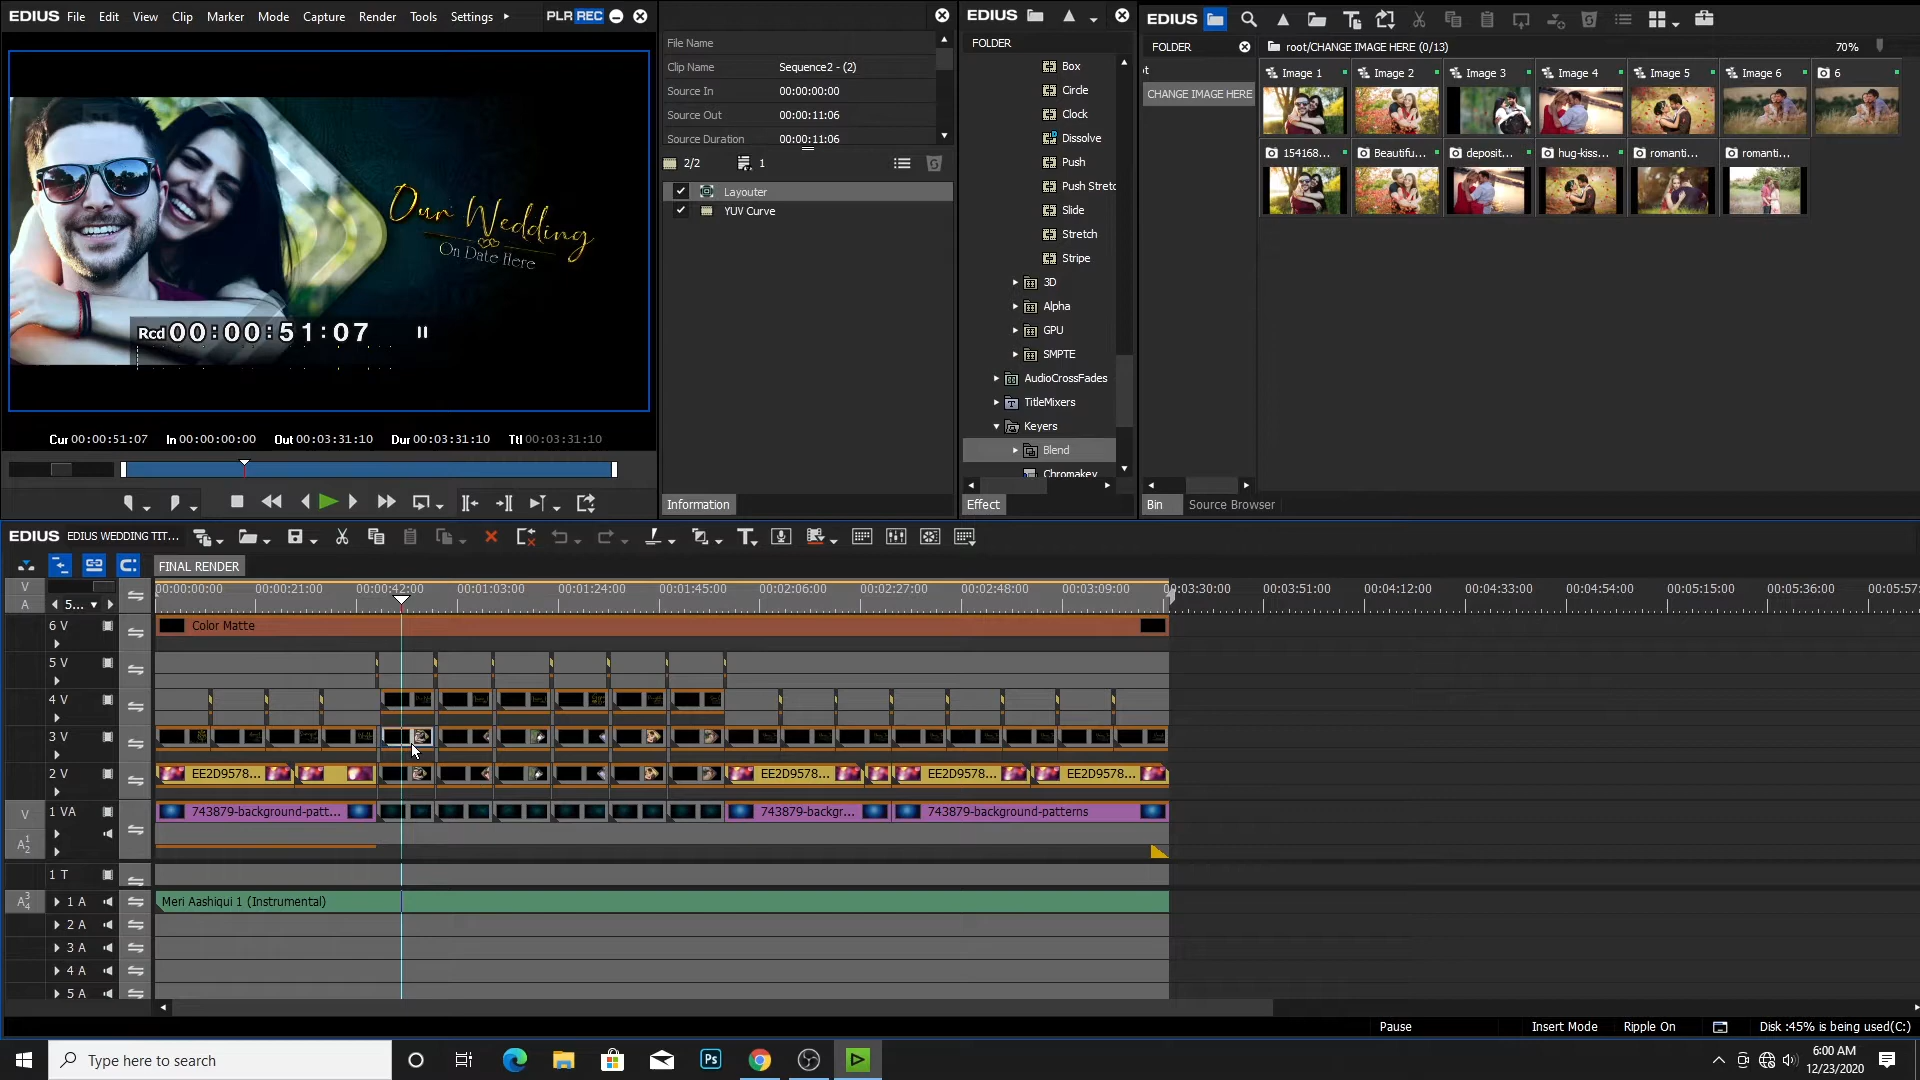 EDIUS File Edit View Clip Marker Mode Capture Render Tools Settings PLR REC
Our Wedding
On Date Here
Rcd 00:00:51:07
Cur 00:00:51:07 In 00:00:00:00 Out 00:03:31:10 Dur 00:03:31:10 Ttl 00:03:31:10
File Name
Clip Name Sequence2 - (2)
Source In 00:00:00:00
Source Out 00:00:11:06
Source Duration 00:00:11:06
2/2 1
Layouter
YUV Curve
Information
EDIUS
FOLDER
Box
Circle
Clock
Dissolve
Push
Push Stretc
Slide
Stretch
Stripe
3D
Alpha
GPU
SMPTE
AudioCrossFades
TitleMixers
Keyers
Blend
Chromakey
Effect
EDIUS
FOLDER root/CHANGE IMAGE HERE (0/13) 70%
CHANGE IMAGE HERE
Image 1 Image 2 Image 3 Image 4 Image 5 Image 6 6
154168... Beautifu... deposit... hug-kiss... romanti... romanti...
Bin Source Browser
EDIUS EDIUS WEDDING TIT...
FINAL RENDER
V
A 5...
00:00:00:00 00:00:21:00 00:00:42:00 00:01:03:00 00:01:24:00 00:01:45:00 00:02:06:00 00:02:27:00 00:02:48:00 00:03:09:00 00:03:30:00 00:03:51:00 00:04:12:00 00:04:33:00 00:04:54:00 00:05:15:00 00:05:36:00 00:05:57:
6 V Color Matte
5 V
4 V
3 V
2 V EE2D9578... EE2D9578... EE2D9578... EE2D9578...
V 1 VA 743879-background-patt... 743879-backgr... 743879-background-patterns
A 1 2
1 T
A 3 4 1 A Meri Aashiqui 1 (Instrumental)
2 A
3 A
4 A
5 A
Pause Insert Mode Ripple On Disk :45% is being used(C:)
Type here to search
Ps
6:00 AM
12/23/2020